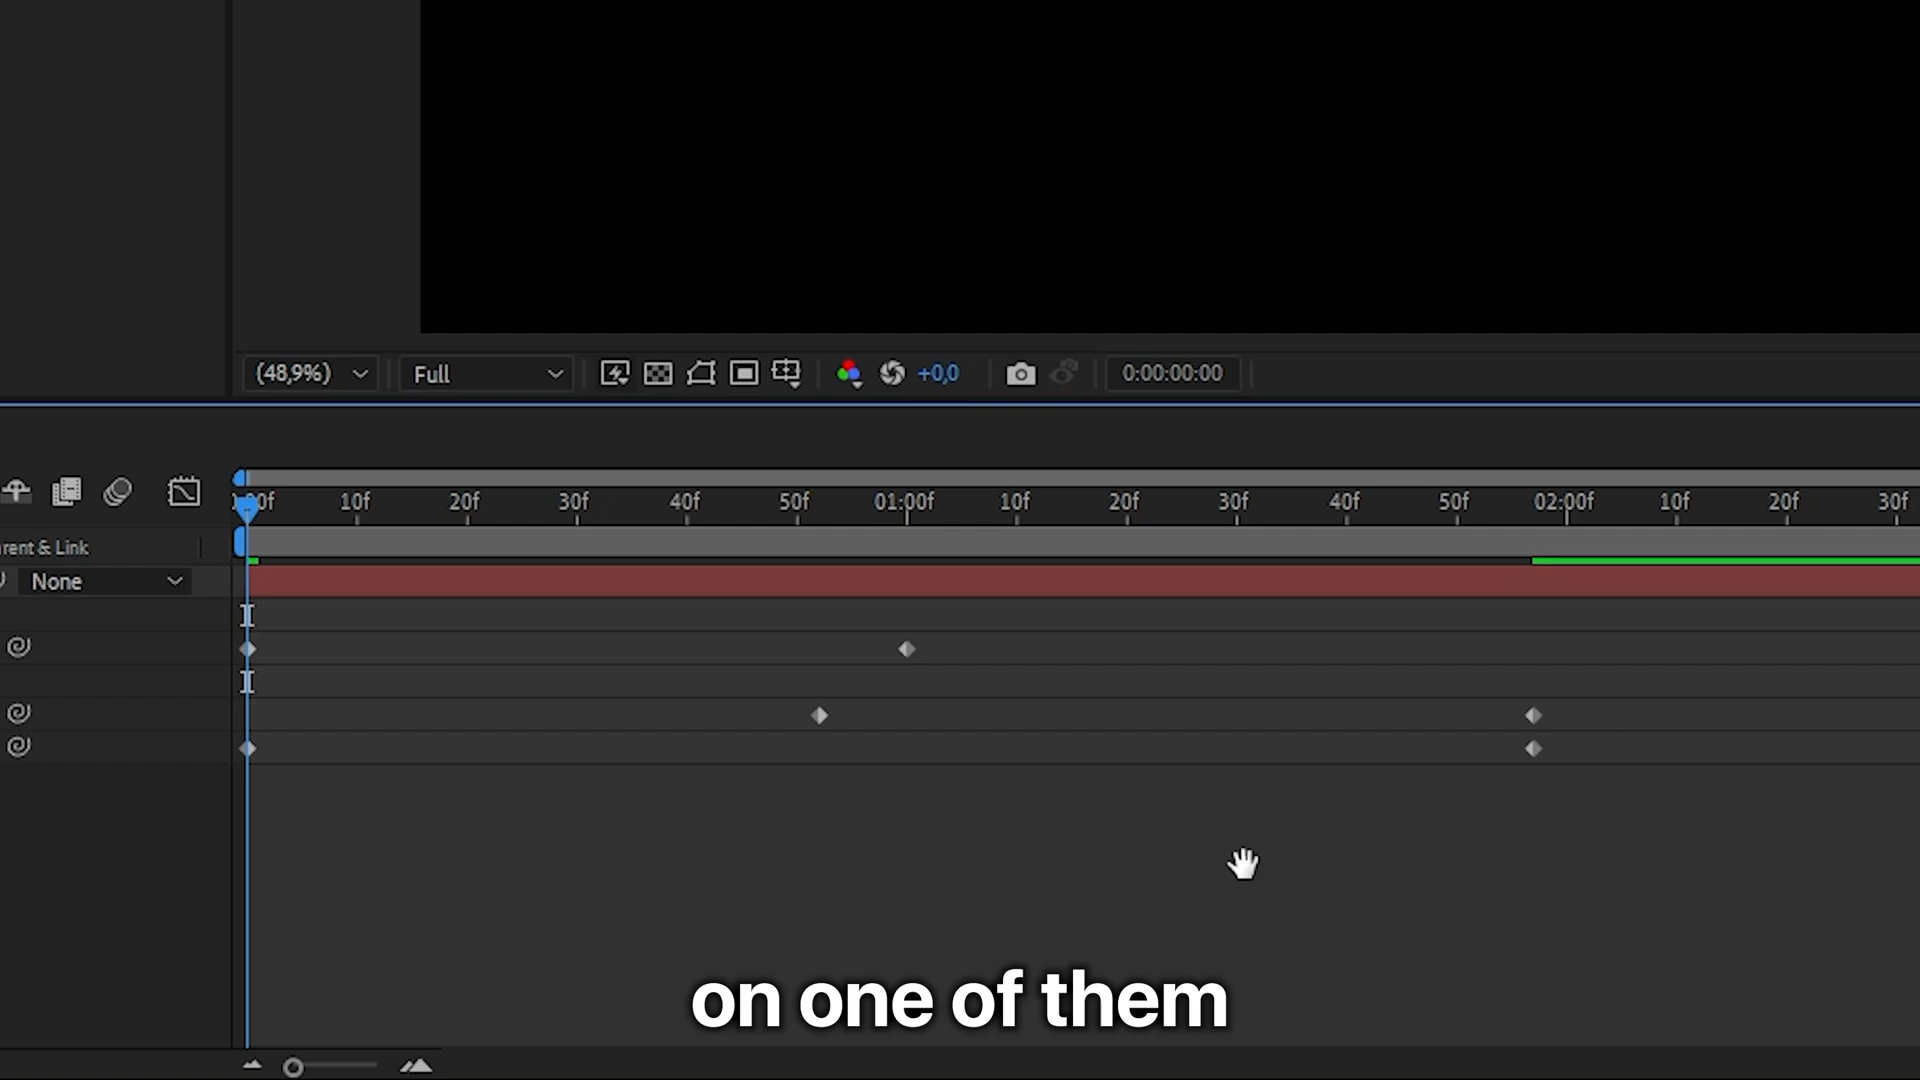 (48,9%) Full +0,0 0:00:00:00
00f 10f 20f 30f 40f 50f 01:00f 10f 20f 30f 40f 50f 02:00f 10f 20f 30f
rent & Link
None
on one of them